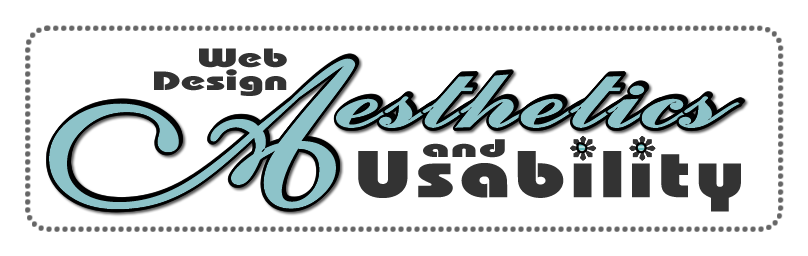 Web
Design
Aesthetics
and
Usability